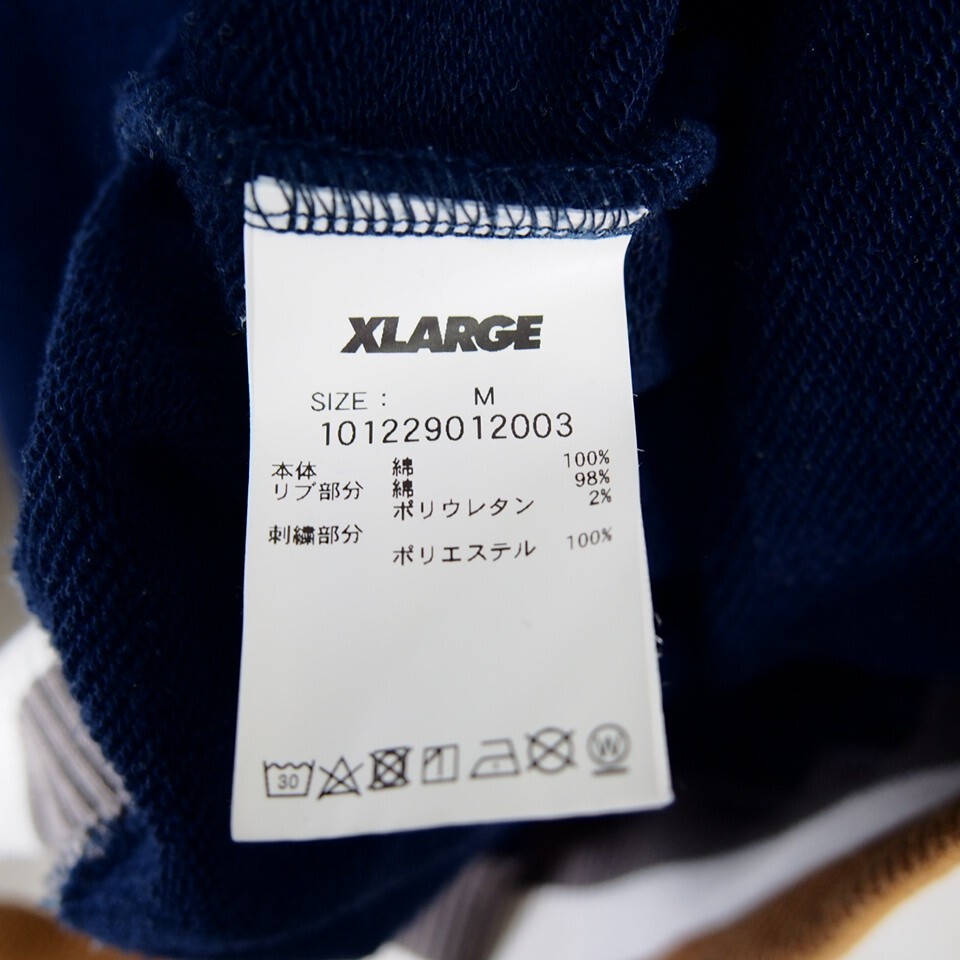 XLARGE
SIZE : M
101229012003
本体 綿 100%
リブ部分 綿 98%
ポリウレタン 2%
刺繍部分
ポリエステル 100%
30 W